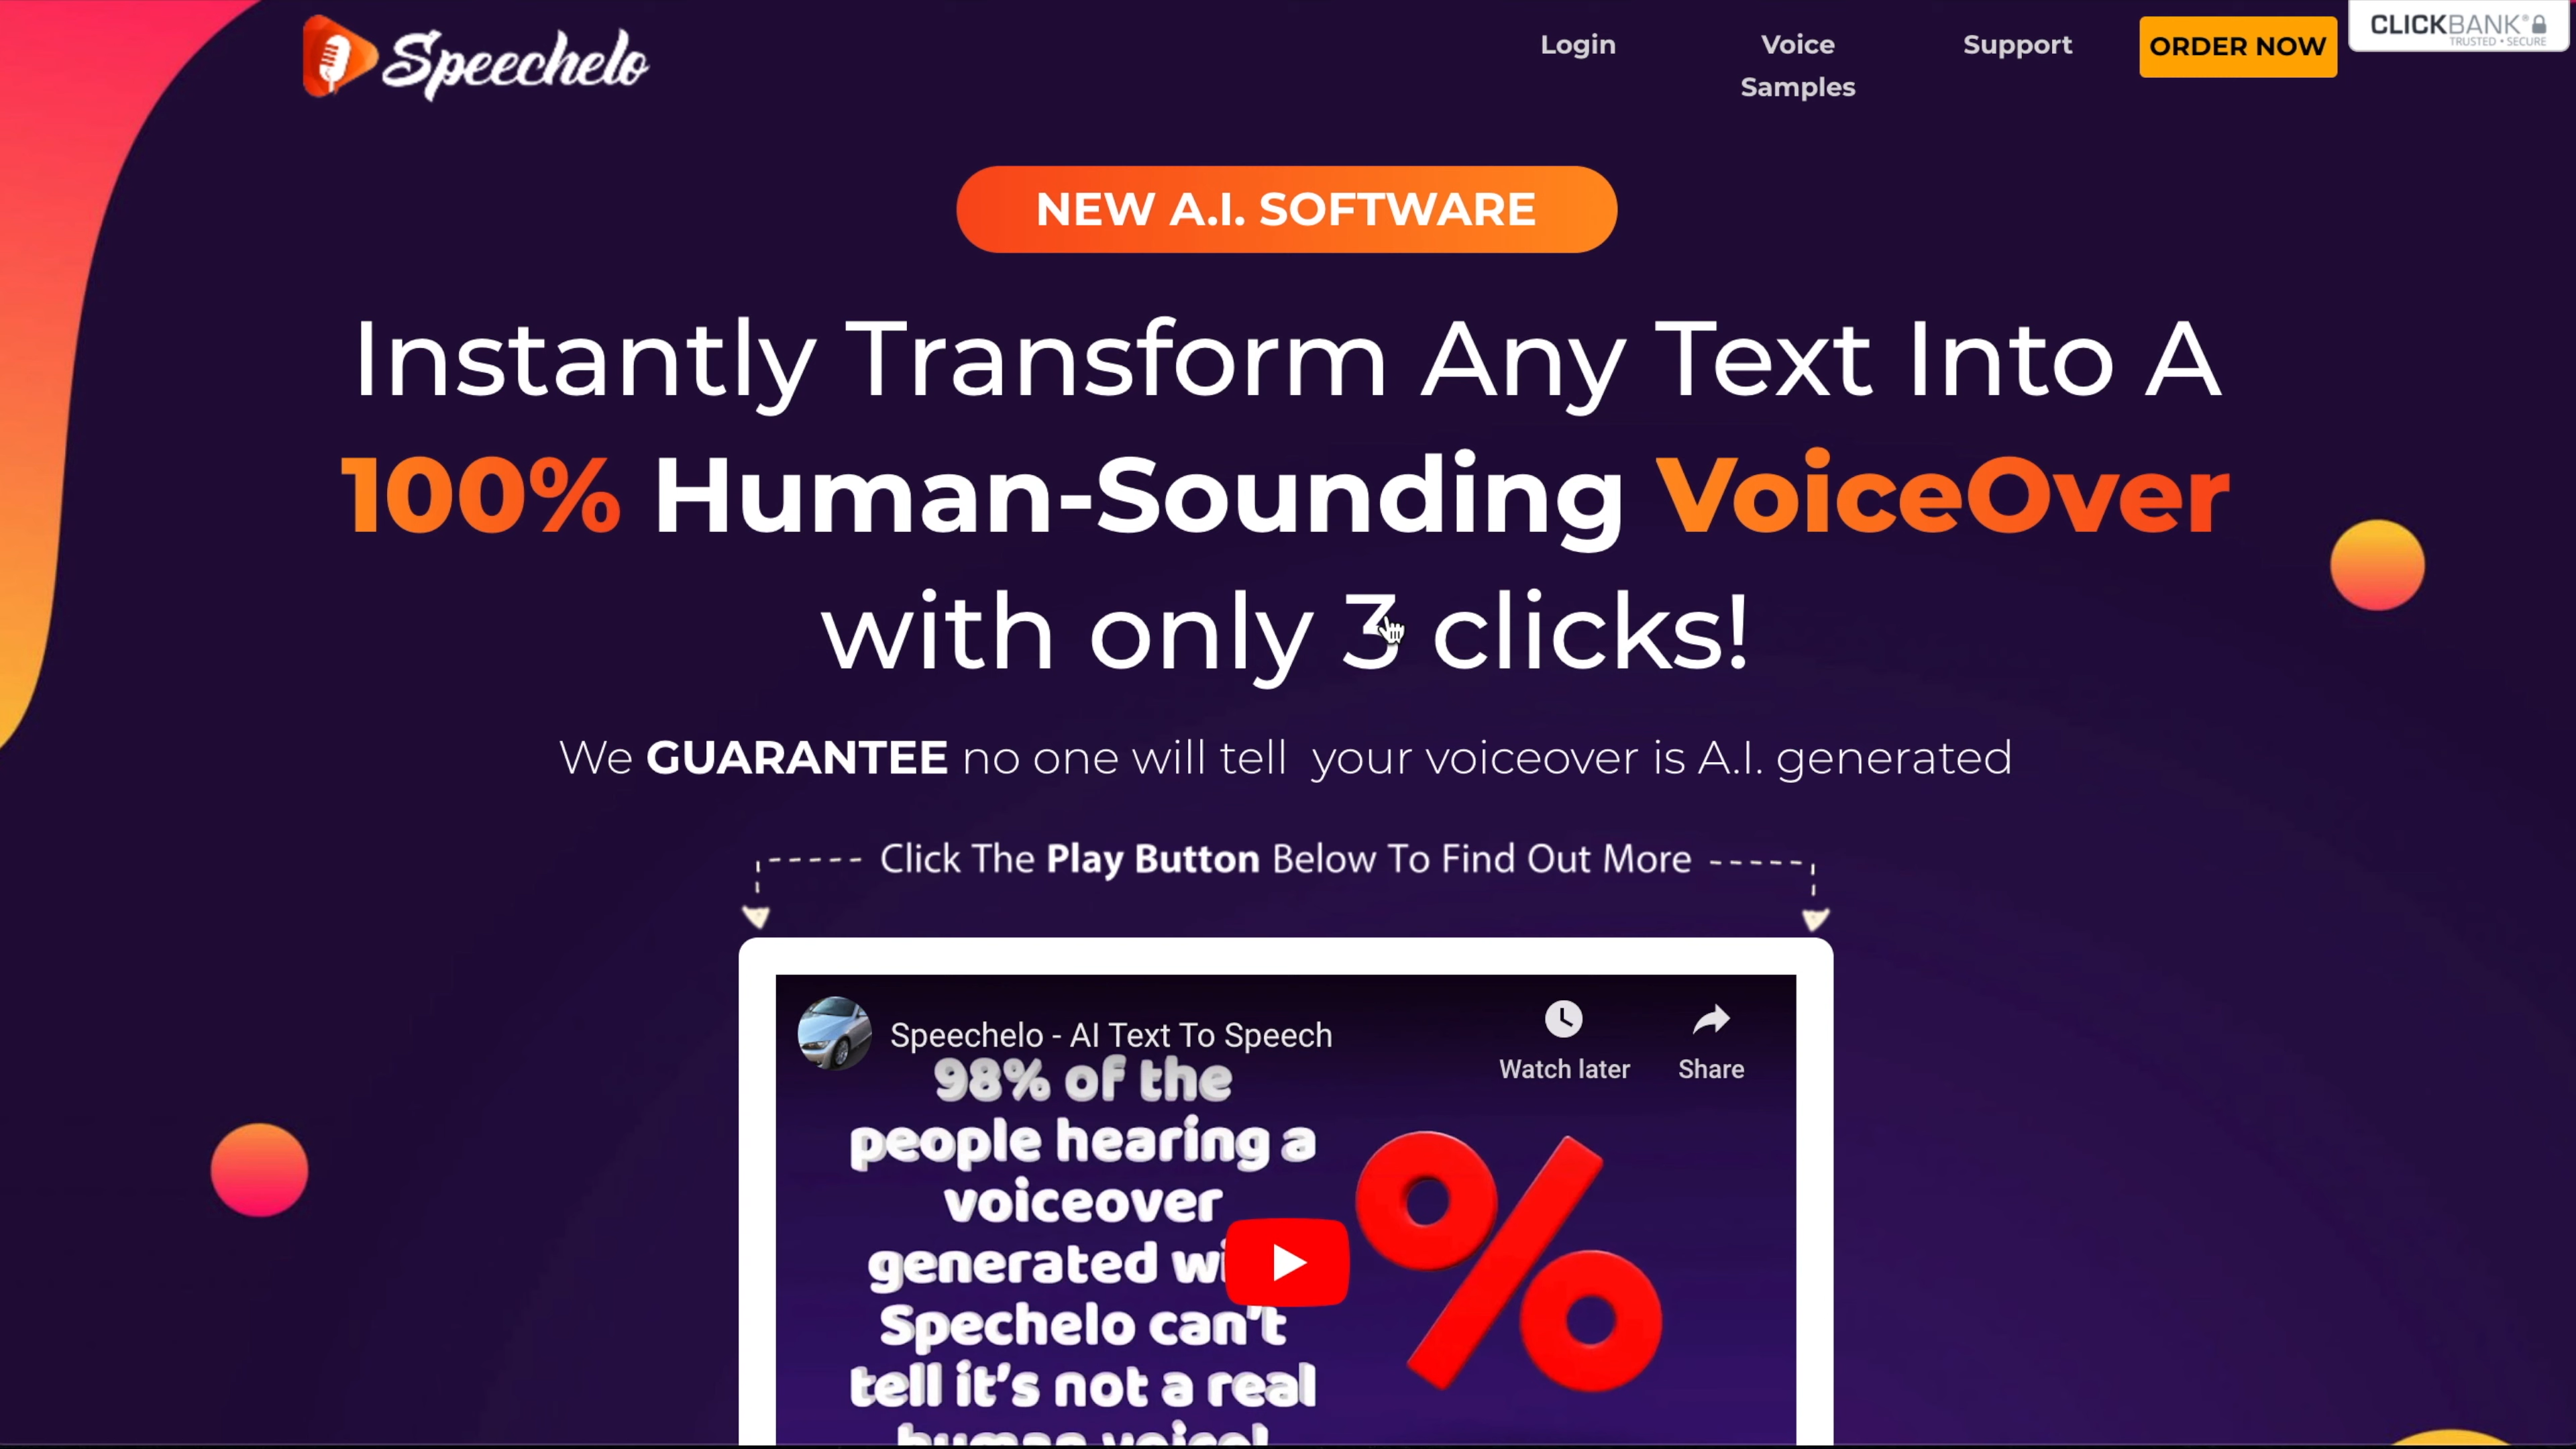 Speechelo
Login
Voice
Samples
Support
ORDER NOW
CLICKBANK®
TRUSTED • SECURE
NEW A.I. SOFTWARE
Instantly Transform Any Text Into A
100% Human-Sounding VoiceOver
with only 3 clicks!
We GUARANTEE no one will tell your voiceover is A.I. generated
Click The Play Button Below To Find Out More
Speechelo - AI Text To Speech
Watch later
Share
98% of the
people hearing a
voiceover
generated
Spechelo can't
tell it's not a real
human voice!
%